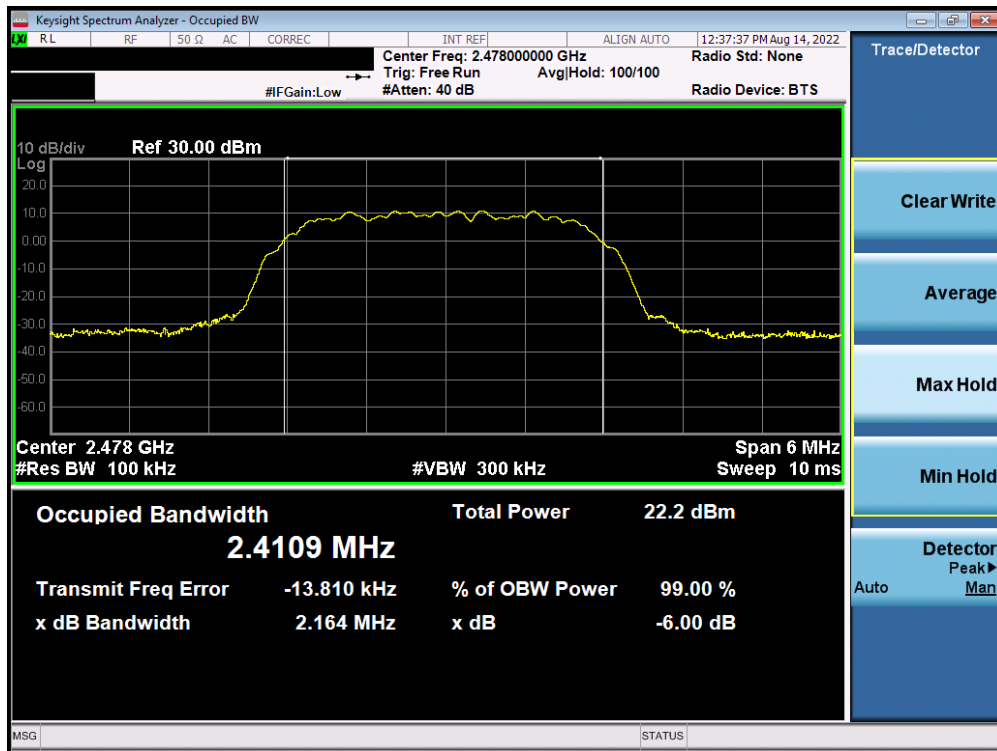 Keysight Spectrum Analyzer - Occupied BW
LXI RL RF 50 Ω AC CORREC INT REF ALIGN AUTO 12:37:37 PM Aug 14, 2022
Center Freq: 2.478000000 GHz Radio Std: None
Trig: Free Run Avg|Hold: 100/100
#IFGain:Low #Atten: 40 dB Radio Device: BTS
10 dB/div Ref 30.00 dBm
Log
20.0
10.0
0.00
-10.0
-20.0
-30.0
-40.0
-50.0
-60.0
Center 2.478 GHz Span 6 MHz
#Res BW 100 kHz #VBW 300 kHz Sweep 10 ms
Occupied Bandwidth Total Power 22.2 dBm
2.4109 MHz
Transmit Freq Error -13.810 kHz % of OBW Power 99.00 %
x dB Bandwidth 2.164 MHz x dB -6.00 dB
MSG STATUS
Trace/Detector
Clear Write
Average
Max Hold
Min Hold
Detector
Peak▶
Auto Man